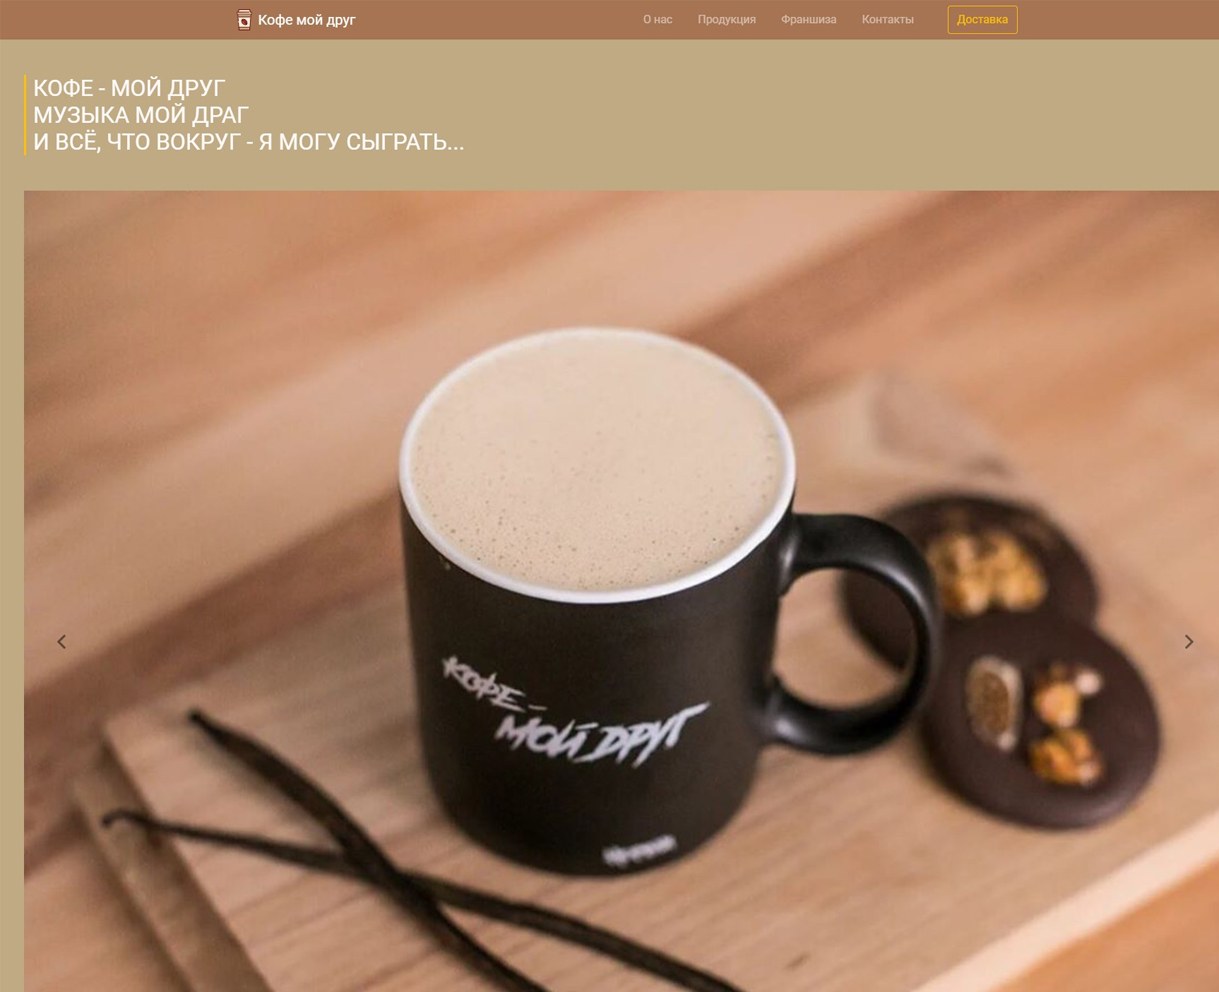 Кофе мой друг
О нас Продукция Франшиза Контакты Доставка
КОФЕ - МОЙ ДРУГ
МУЗЫКА МОЙ ДРАГ
И ВСЁ, ЧТО ВОКРУГ - Я МОГУ СЫГРАТЬ...
КОФЕ -
МОЙ ДРУГ